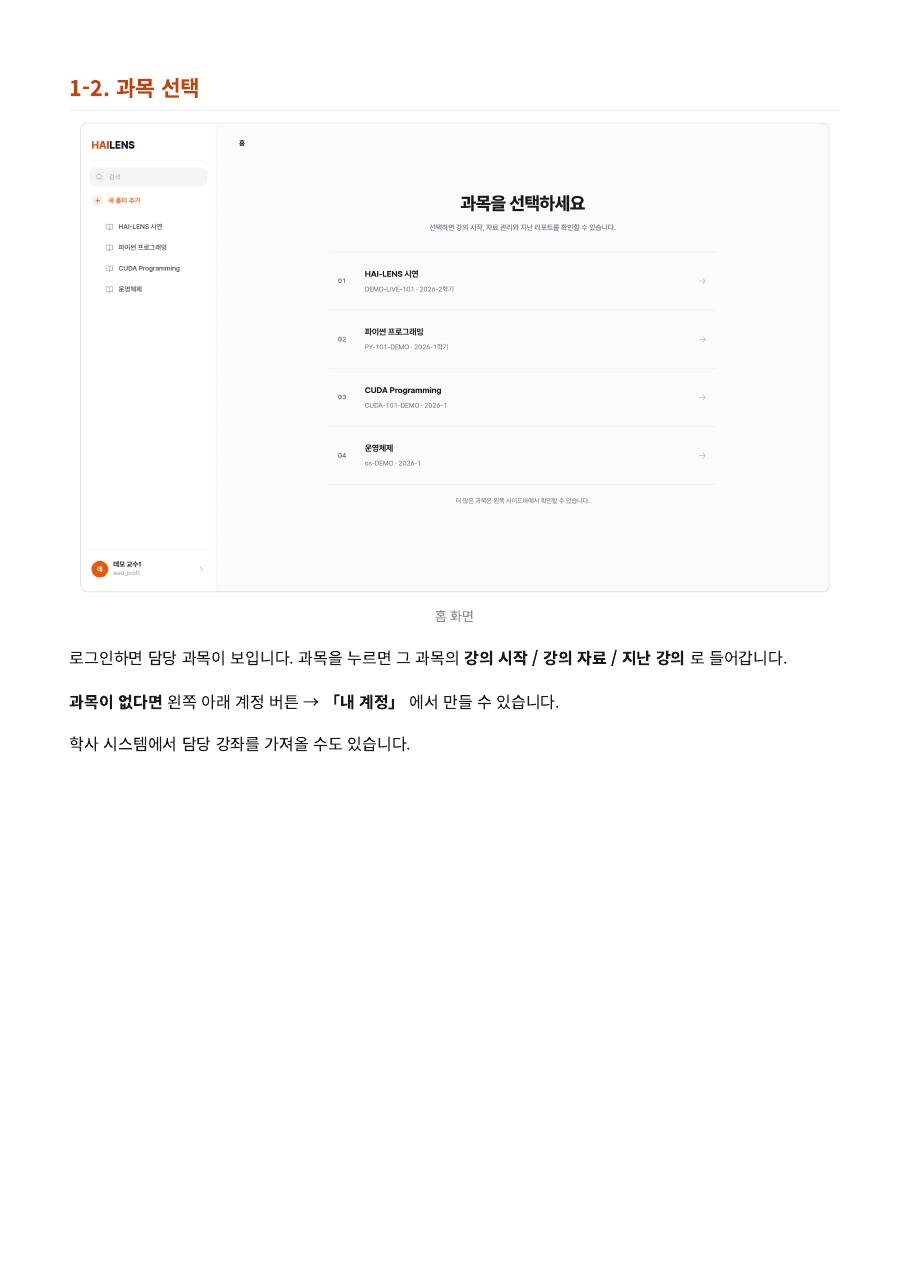 1-2. 과목 선택
HAILENS
홈
검색
새 폴더 추가
HAI-LENS 시연
파이썬 프로그래밍
CUDA Programming
운영체제
과목을 선택하세요
선택하면 강의 시작, 자료 관리와 지난 리포트를 확인할 수 있습니다.
01
HAI-LENS 시연
DEMO-LIVE-101 · 2026-2학기
→
02
파이썬 프로그래밍
PY-101-DEMO · 2026-1학기
→
03
CUDA Programming
CUDA-101-DEMO · 2026-1
→
04
운영체제
os-DEMO · 2026-1
→
더 많은 과목은 왼쪽 사이드바에서 확인할 수 있습니다.
데
데모 교수1
홈 화면
로그인하면 담당 과목이 보입니다. 과목을 누르면 그 과목의 강의 시작 / 강의 자료 / 지난 강의 로 들어갑니다.
과목이 없다면 왼쪽 아래 계정 버튼 → 「내 계정」 에서 만들 수 있습니다.
학사 시스템에서 담당 강좌를 가져올 수도 있습니다.